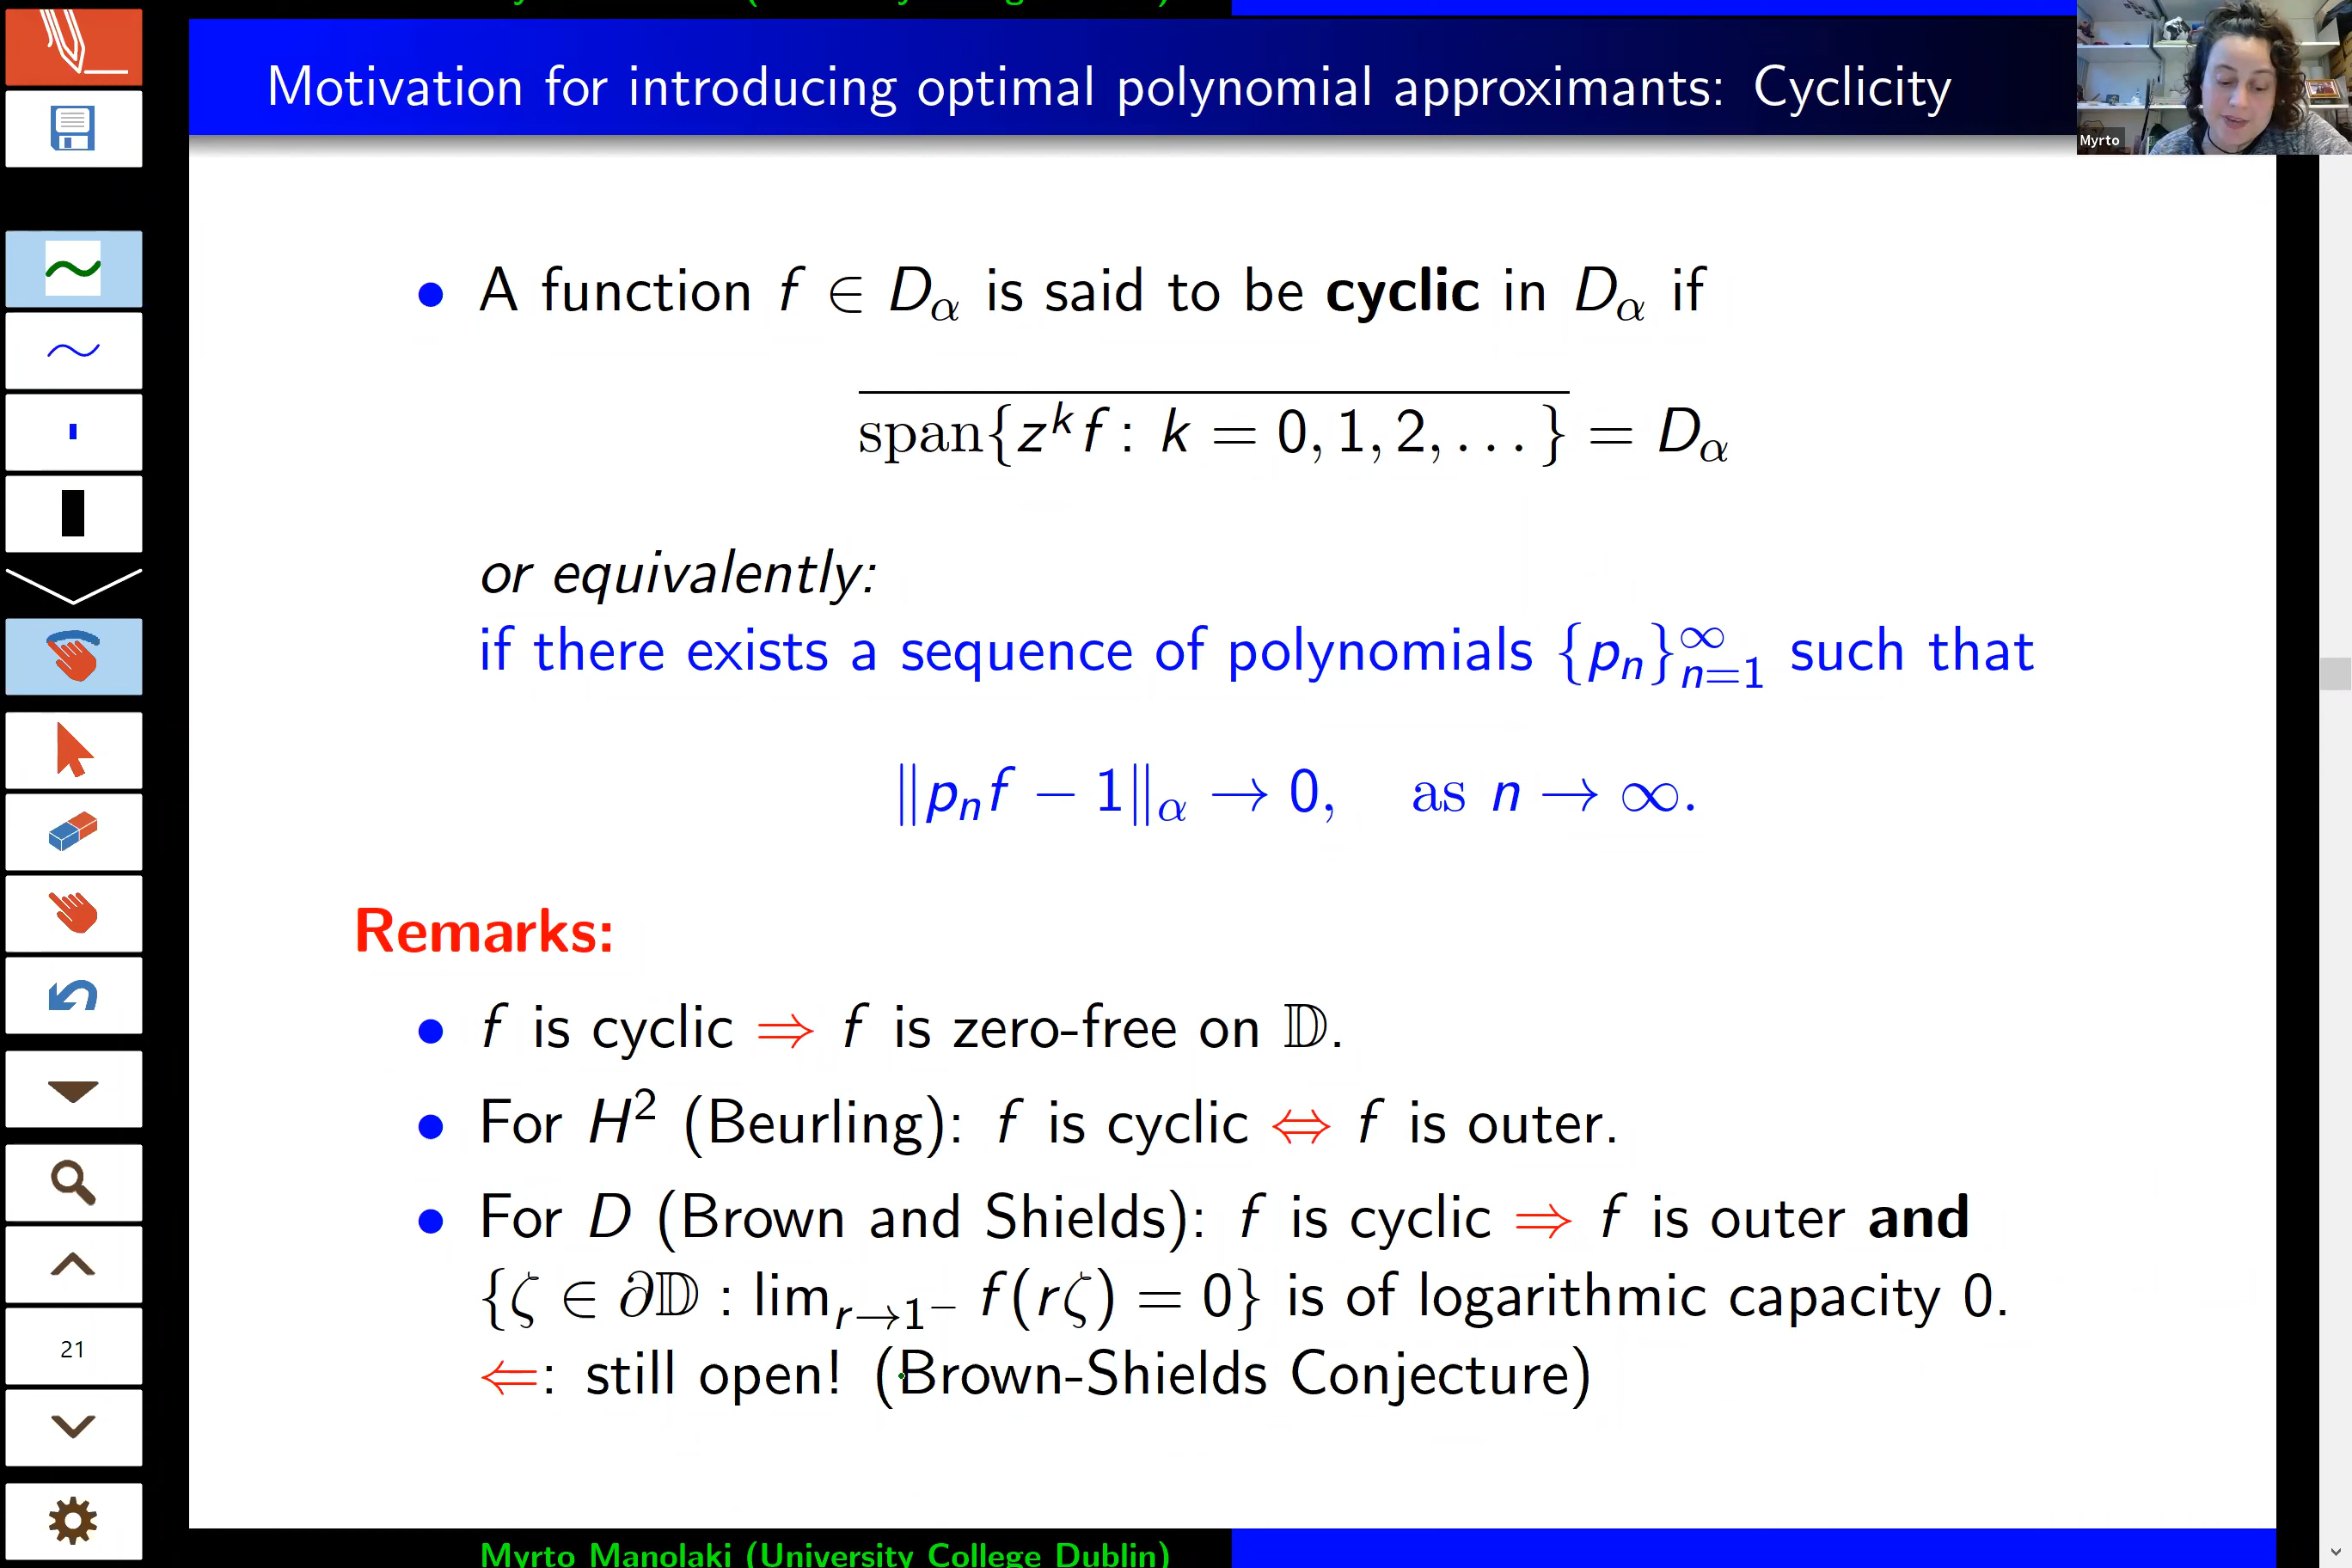 Motivation for introducing optimal polynomial approximants: Cyclicity
Myrto
• A function f ∈ D_α is said to be cyclic in D_α if
\overline{span{z^k f : k = 0, 1, 2, . . . }} = D_α
or equivalently:
if there exists a sequence of polynomials {p_n}_{n=1}^∞ such that
‖p_n f − 1‖_α → 0, as n → ∞.
Remarks:
• f is cyclic ⇒ f is zero-free on 𝔻.
• For H² (Beurling): f is cyclic ⇔ f is outer.
• For D (Brown and Shields): f is cyclic ⇒ f is outer and
{ζ ∈ ∂𝔻 : lim_{r→1⁻} f(rζ) = 0} is of logarithmic capacity 0.
⇐: still open! (Brown-Shields Conjecture)
21
Myrto Manolaki (University College Dublin)